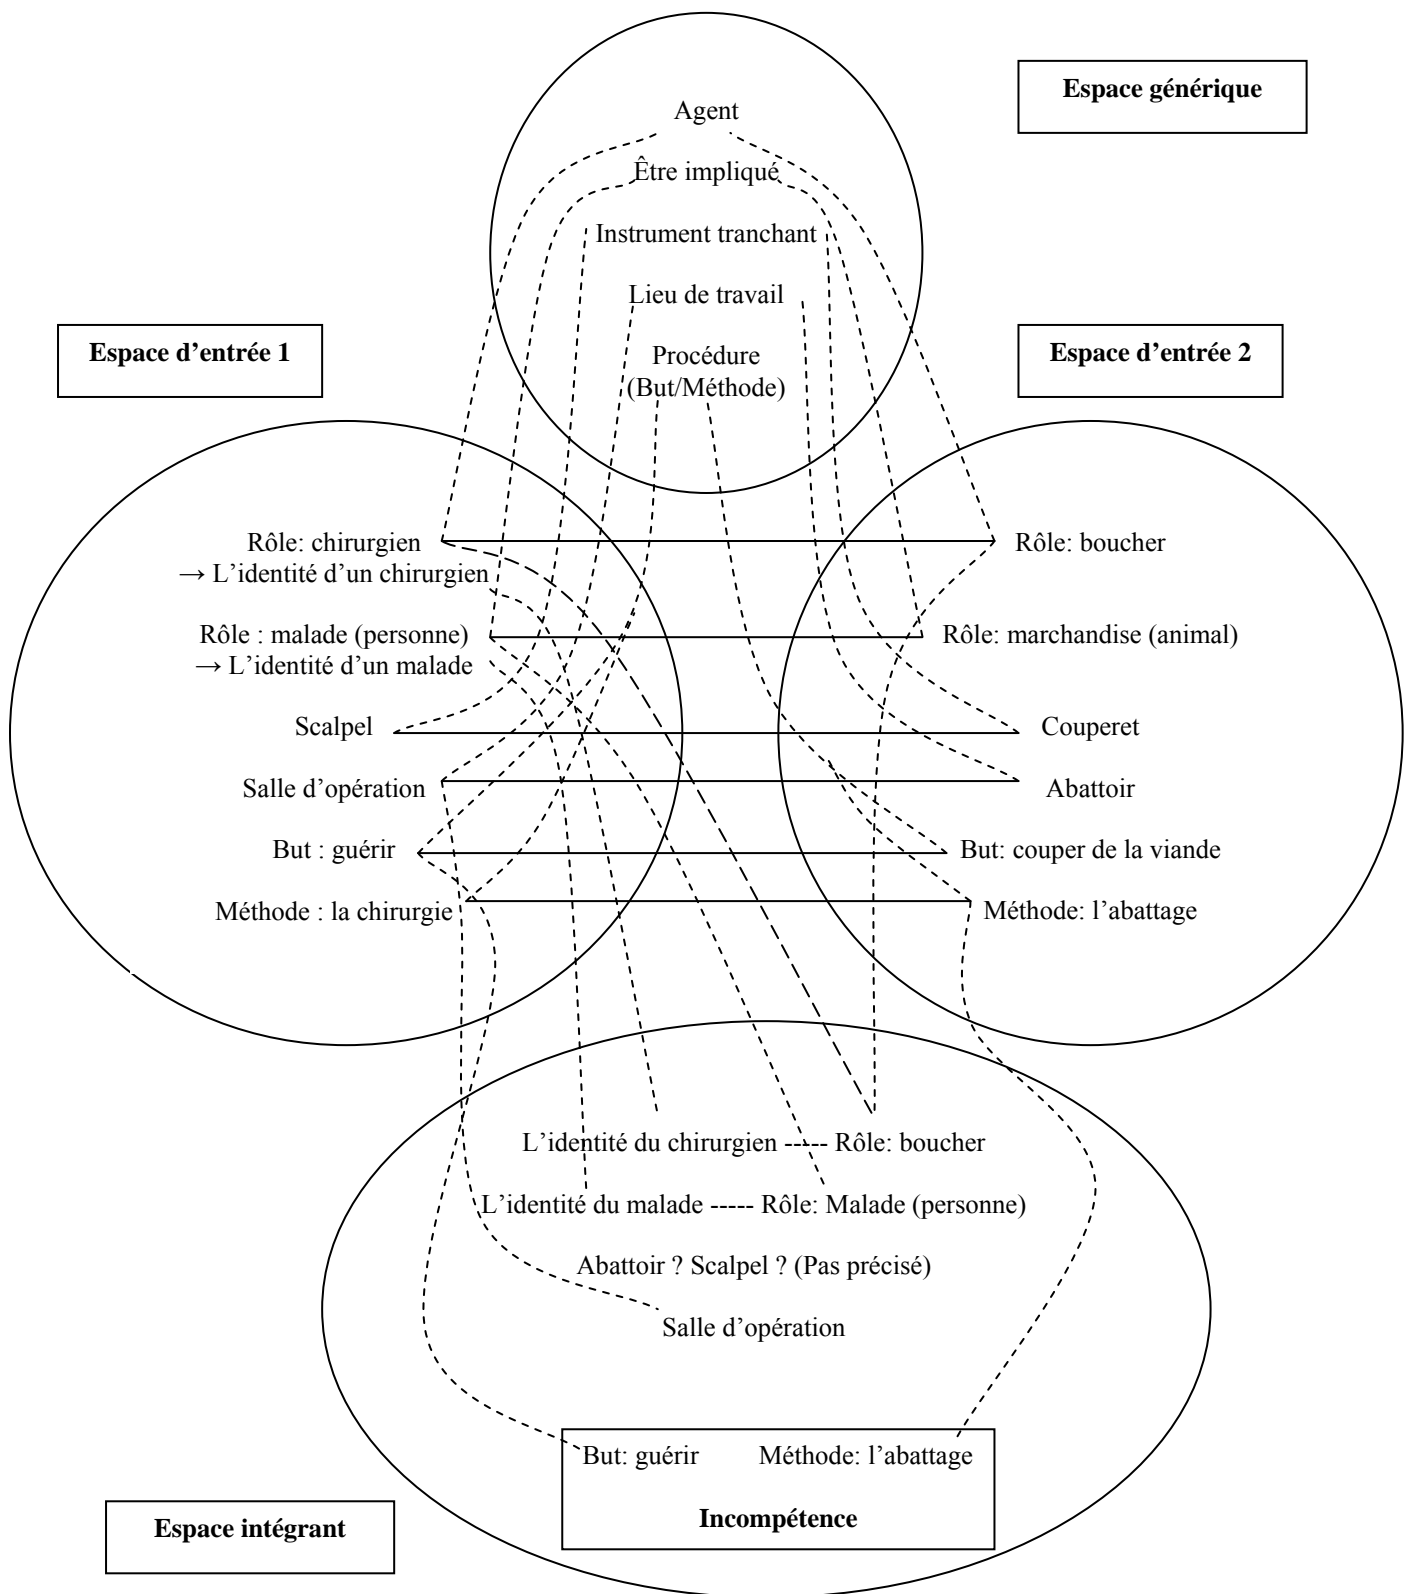 Espace générique
Agent
Être impliqué
Instrument tranchant
Lieu de travail
Procédure
(But/Méthode)
Espace d’entrée 1
Espace d’entrée 2
Rôle: chirurgien
→ L’identité d’un chirurgien
Rôle : malade (personne)
→ L’identité d’un malade
Scalpel
Salle d’opération
But : guérir
Méthode : la chirurgie
Rôle: boucher
Rôle: marchandise (animal)
Couperet
Abattoir
But: couper de la viande
Méthode: l’abattage
L’identité du chirurgien ----- Rôle: boucher
L’identité du malade ----- Rôle: Malade (personne)
Abattoir ? Scalpel ? (Pas précisé)
Salle d’opération
But: guérir Méthode: l’abattage
Incompétence
Espace intégrant